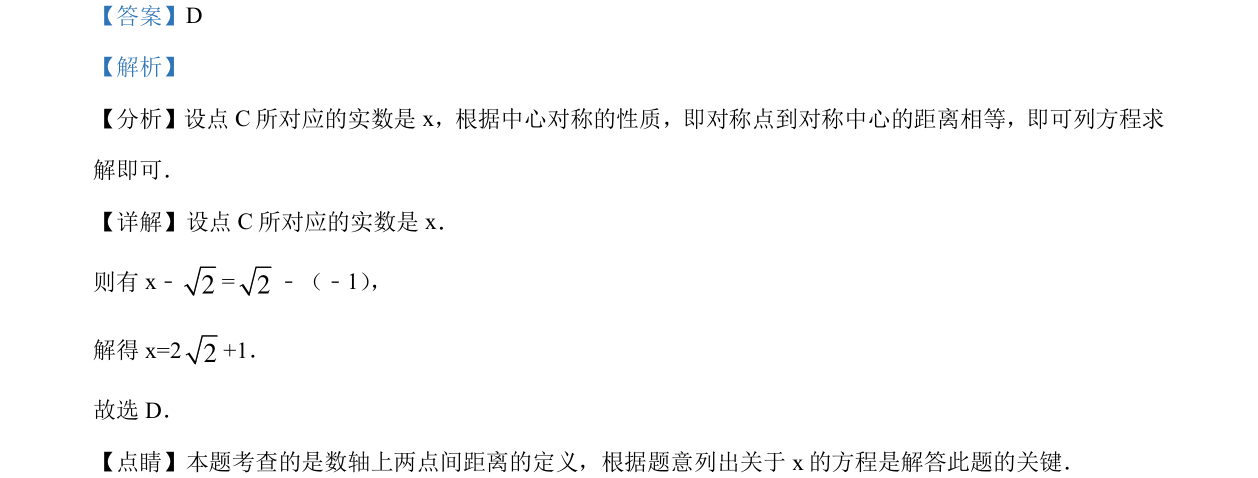 【答案】D
【解析】
【分析】设点 C 所对应的实数是 x，根据中心对称的性质，即对称点到对称中心的距离相等，即可列方程求
解即可．
【详解】设点 C 所对应的实数是 x．
则有 x﹣√2=√2﹣（﹣1），
解得 x=2√2+1．
故选 D．
【点睛】本题考查的是数轴上两点间距离的定义，根据题意列出关于 x 的方程是解答此题的关键．